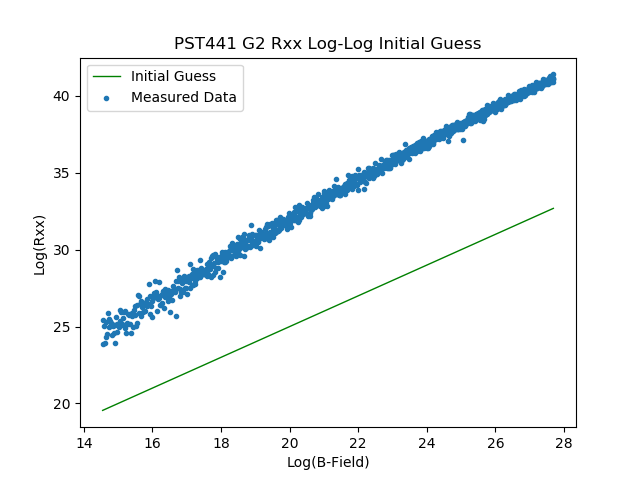 PST441 G2 Rxx Log-Log Initial Guess
Initial Guess
Measured Data
40
35
30
25
20
Log(Rxx)
14 16 18 20 22 24 26 28
Log(B-Field)